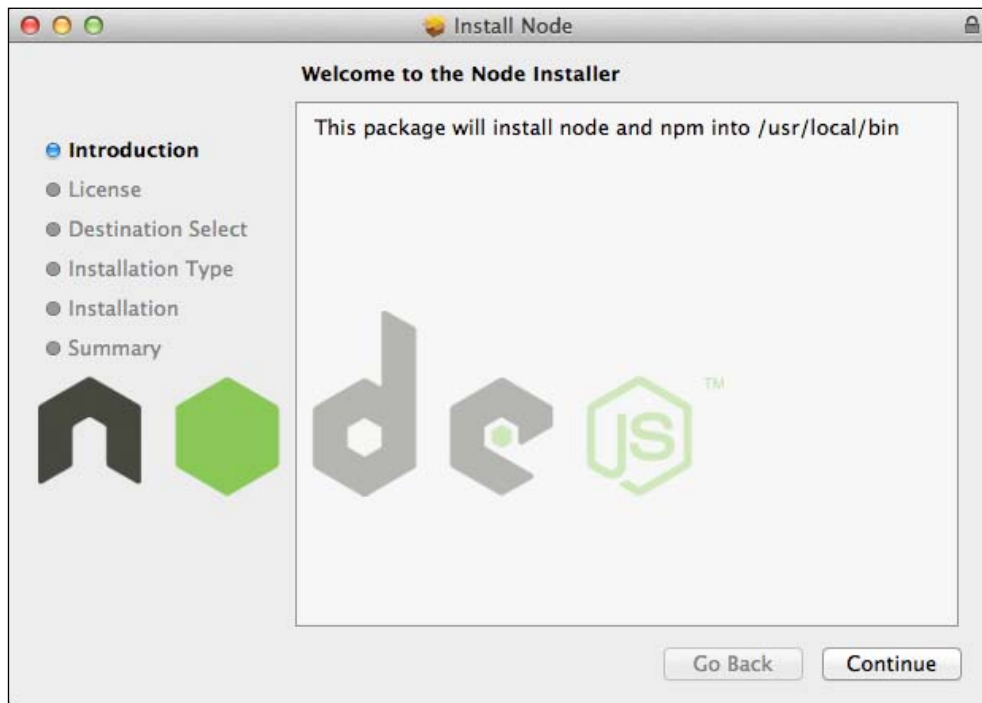 Install Node
Welcome to the Node Installer
Introduction
License
Destination Select
Installation Type
Installation
Summary
This package will install node and npm into /usr/local/bin
node
JS
TM
Go Back
Continue